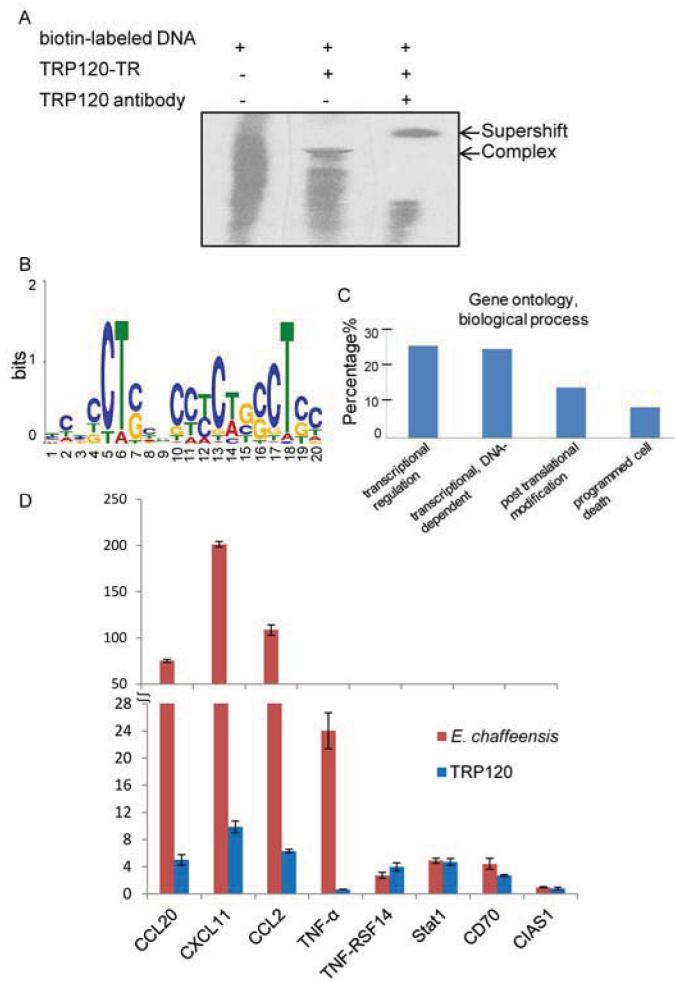 A
biotin-labeled DNA + + +
TRP120-TR - + +
TRP120 antibody - - +
Supershift
Complex
B
2
1
0
bits
1 2 3 4 5 6 7 8 9 10 11 12 13 14 15 16 17 18 19 20
C
Gene ontology,
biological process
Percentage%
30
20
10
0
transcriptional
regulation
transcriptional, DNA-
dependent
post translational
modification
programmed cell
death
D
250
200
150
100
50
28
24
20
16
12
8
4
0
E. chaffeensis
TRP120
CCL20
CXCL11
CCL2
TNF-α
TNF-RSF14
Stat1
CD70
CIAS1